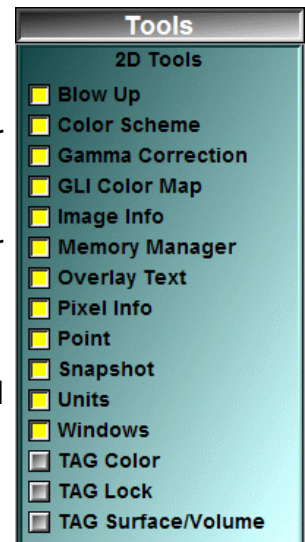 Tools
2D Tools
Blow Up
Color Scheme
Gamma Correction
GLI Color Map
Image Info
Memory Manager
Overlay Text
Pixel Info
Point
Snapshot
Units
Windows
TAG Color
TAG Lock
TAG Surface/Volume